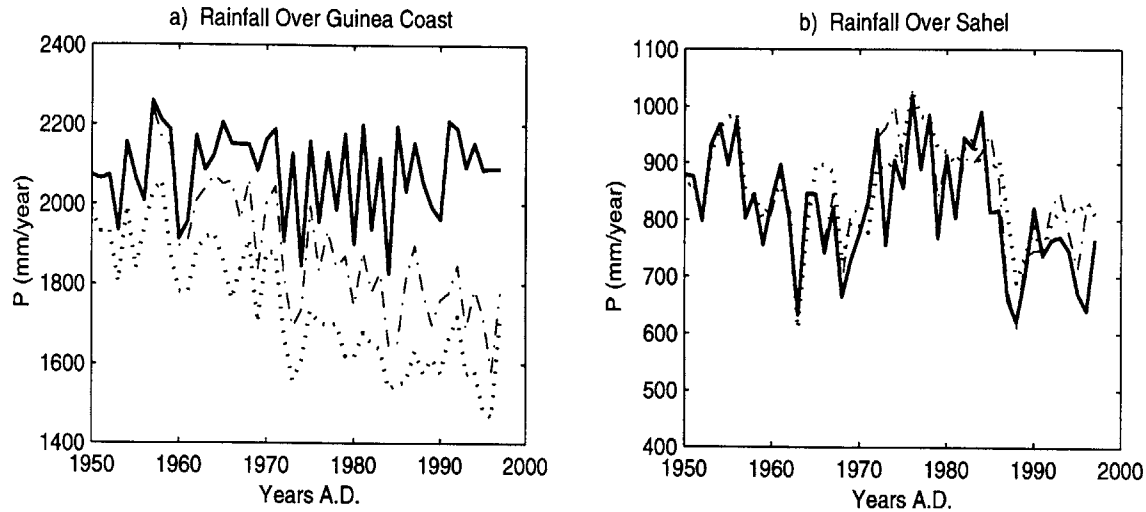 a) Rainfall Over Guinea Coast
2400
2200
2000
1800
1600
1400
P (mm/year)
1950 1960 1970 1980 1990 2000
Years A.D.
b) Rainfall Over Sahel
1100
1000
900
800
700
600
500
400
P (mm/year)
1950 1960 1970 1980 1990 2000
Years A.D.